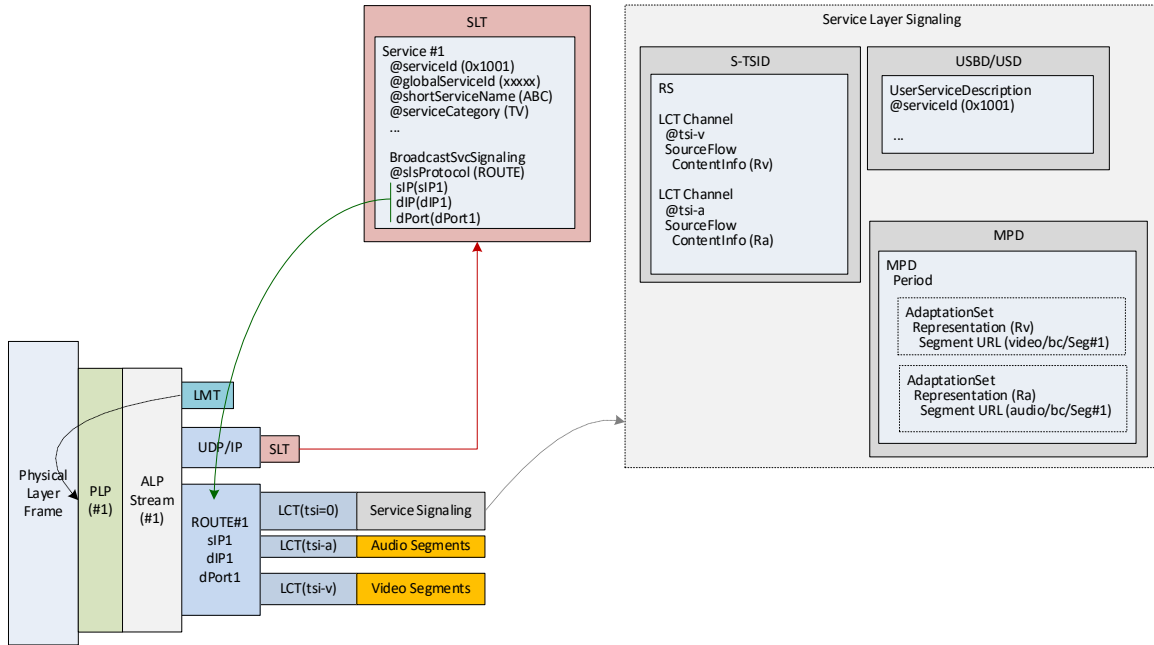 SLT
Service #1
@serviceId (0x1001)
@globalServiceId (xxxxx)
@shortServiceName (ABC)
@serviceCategory (TV)
...
BroadcastSvcSignaling
@slsProtocol (ROUTE)
sIP(sIP1)
dIP(dIP1)
dPort(dPort1)
Service Layer Signaling
S-TSID
RS
LCT Channel
@tsi-v
SourceFlow
ContentInfo (Rv)
LCT Channel
@tsi-a
SourceFlow
ContentInfo (Ra)
USBD/USD
UserServiceDescription
@serviceId (0x1001)
...
MPD
MPD
Period
AdaptationSet
Representation (Rv)
Segment URL (video/bc/Seg#1)
AdaptationSet
Representation (Ra)
Segment URL (audio/bc/Seg#1)
Physical
Layer
Frame
PLP
(#1)
ALP
Stream
(#1)
LMT
UDP/IP
SLT
ROUTE#1
sIP1
dIP1
dPort1
LCT(tsi=0)
Service Signaling
LCT(tsi-a)
Audio Segments
LCT(tsi-v)
Video Segments